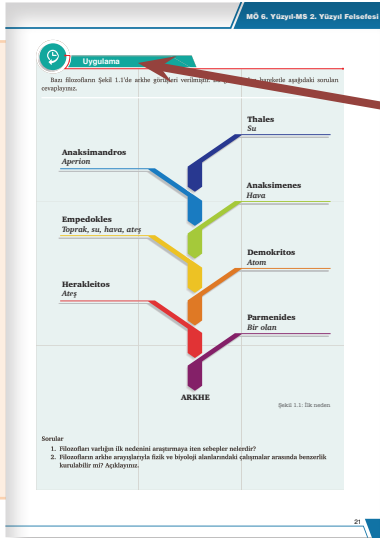 MÖ 6. Yüzyıl-MS 2. Yüzyıl Felsefesi
Uygulama
Bazı filozofların Şekil 1.1'de arkhe görüşleri verilmiştir. hareketle aşağıdaki soruları
cevaplayınız.
Thales
Su
Anaksimandros
Aperion
Anaksimenes
Hava
Empedokles
Toprak, su, hava, ateş
Demokritos
Atom
Herakleitos
Ateş
Parmenides
Bir olan
ARKHE
Şekil 1.1: İlk neden
Sorular
1. Filozofları varlığın ilk nedenini araştırmaya iten sebepler nelerdir?
2. Filozofların arkhe arayışlarıyla fizik ve biyoloji alanlarındaki çalışmalar arasında benzerlik
kurulabilir mi? Açıklayınız.
21